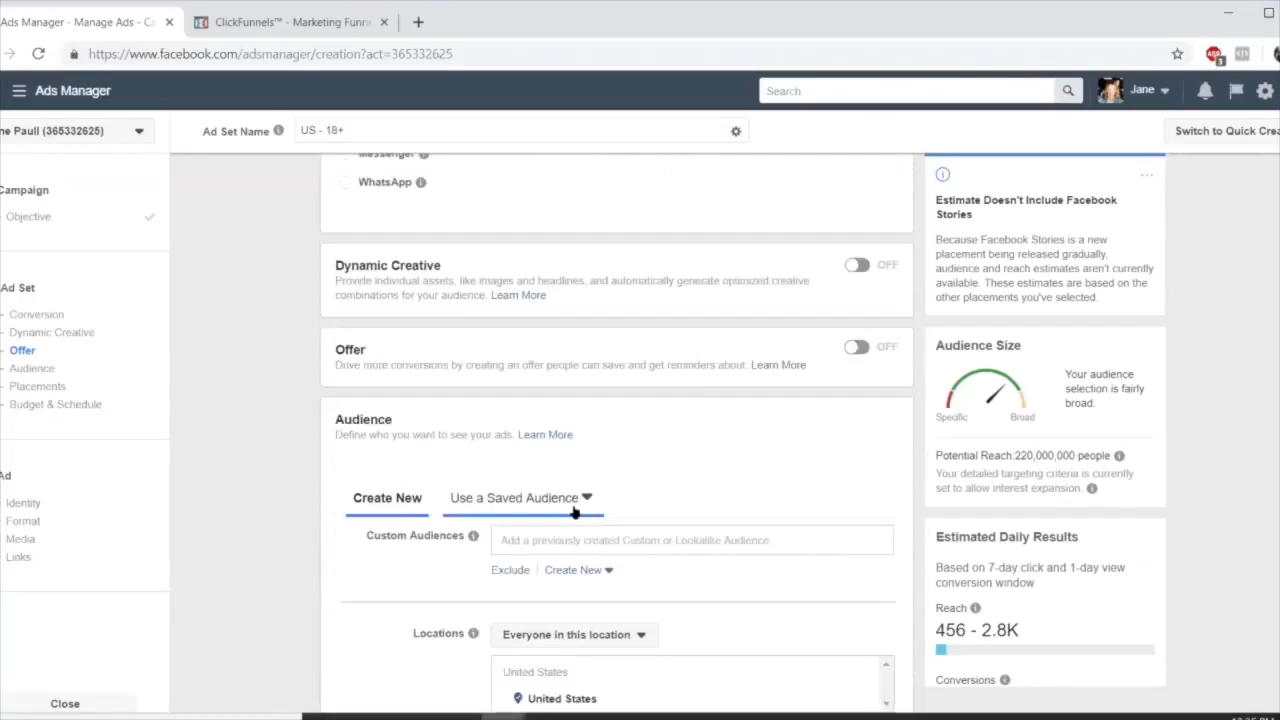 Ads Manager - Manage Ads - Ca
ClickFunnels™ - Marketing Funne
https://www.facebook.com/adsmanager/creation?act=365332625
Ads Manager
Search
Jane
ne Paull (365332625)
Ad Set Name
US - 18+
Switch to Quick Crea
Campaign
Objective
Ad Set
Conversion
Dynamic Creative
Offer
Audience
Placements
Budget & Schedule
Ad
Identity
Format
Media
Links
Close
Messenger
WhatsApp
Dynamic Creative
OFF
Provide individual assets, like images and headlines, and automatically generate optimized creative
combinations for your audience. Learn More
Offer
OFF
Drive more conversions by creating an offer people can save and get reminders about. Learn More
Audience
Define who you want to see your ads. Learn More
Create New
Use a Saved Audience
Custom Audiences
Add a previously created Custom or Lookalike Audience
Exclude
Create New
Locations
Everyone in this location
United States
United States
Estimate Doesn't Include Facebook
Stories
Because Facebook Stories is a new
placement being released gradually,
audience and reach estimates aren't currently
available. These estimates are based on the
other placements you've selected.
Audience Size
Your audience
selection is fairly
broad.
Specific
Broad
Potential Reach:220,000,000 people
Your detailed targeting criteria is currently
set to allow interest expansion.
Estimated Daily Results
Based on 7-day click and 1-day view
conversion window
Reach
456 - 2.8K
Conversions